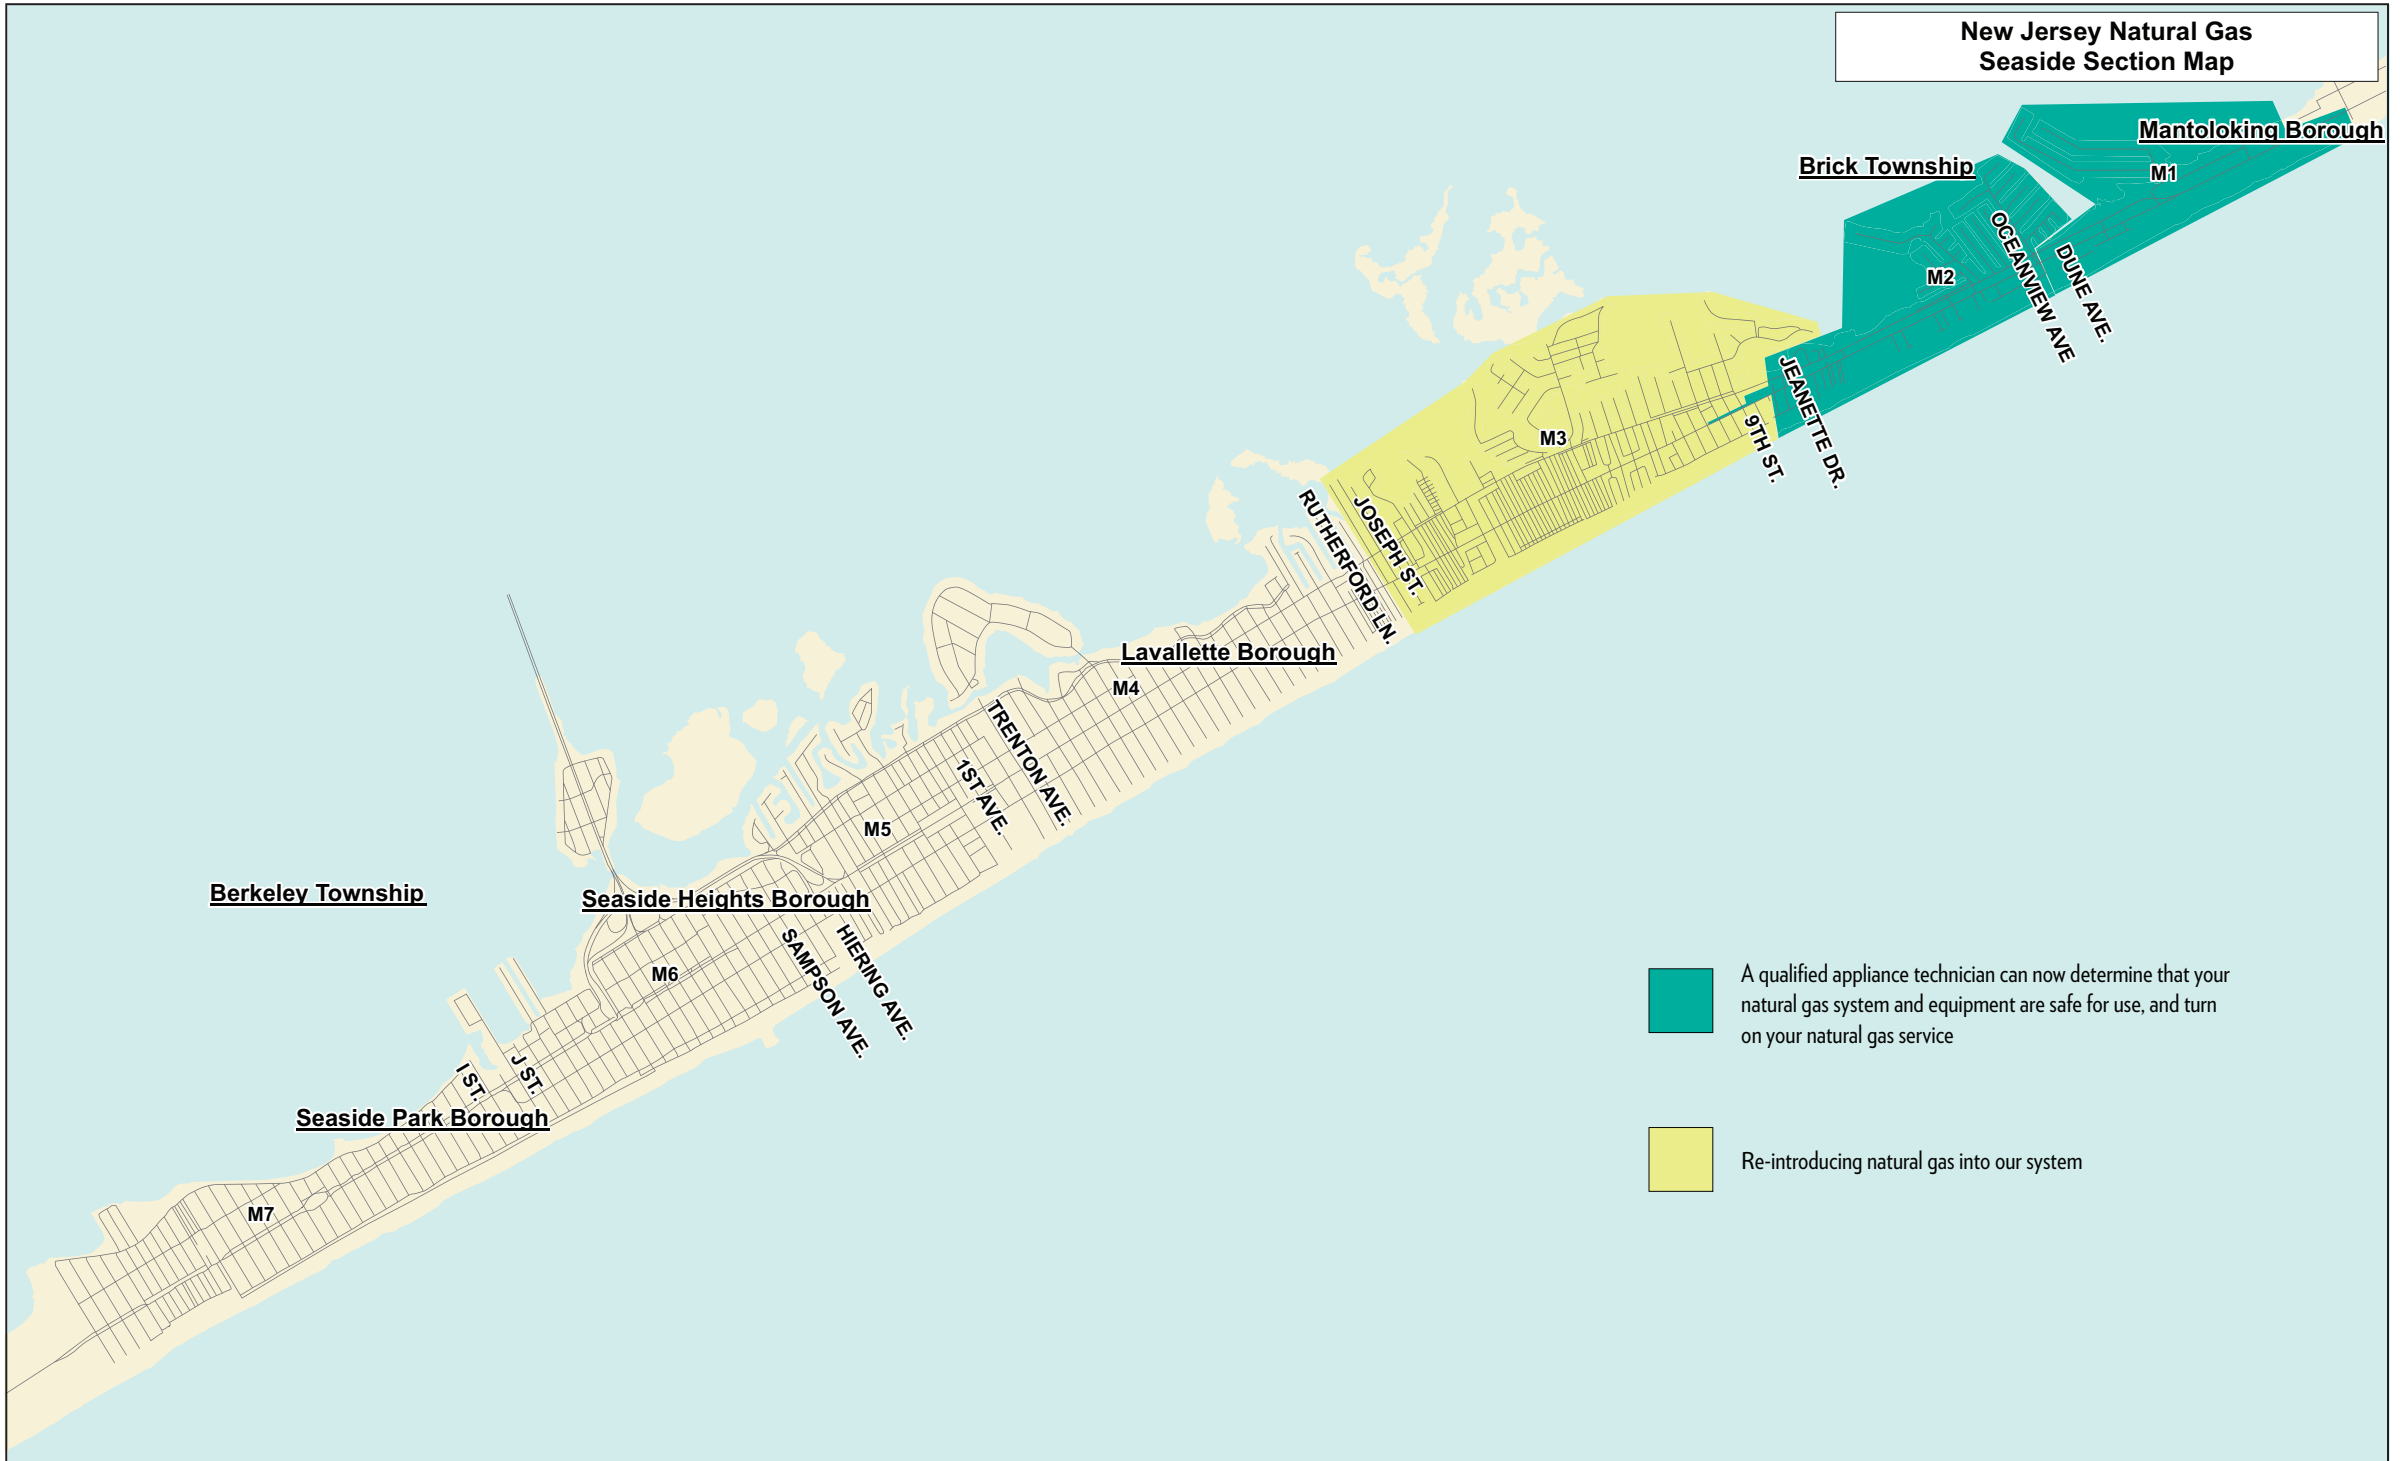 New Jersey Natural Gas
Seaside Section Map
Mantoloking Borough
Brick Township
M1
OCEANVIEW AVE
DUNE AVE.
M2
JEANETTE DR.
9TH ST.
M3
RUTHERFORD LN.
JOSEPH ST.
Lavallette Borough
M4
TRENTON AVE.
1ST AVE.
M5
Berkeley Township
Seaside Heights Borough
SAMPSON AVE.
HIERING AVE.
M6
I ST.
J ST.
Seaside Park Borough
M7
A qualified appliance technician can now determine that your
natural gas system and equipment are safe for use, and turn
on your natural gas service
Re-introducing natural gas into our system